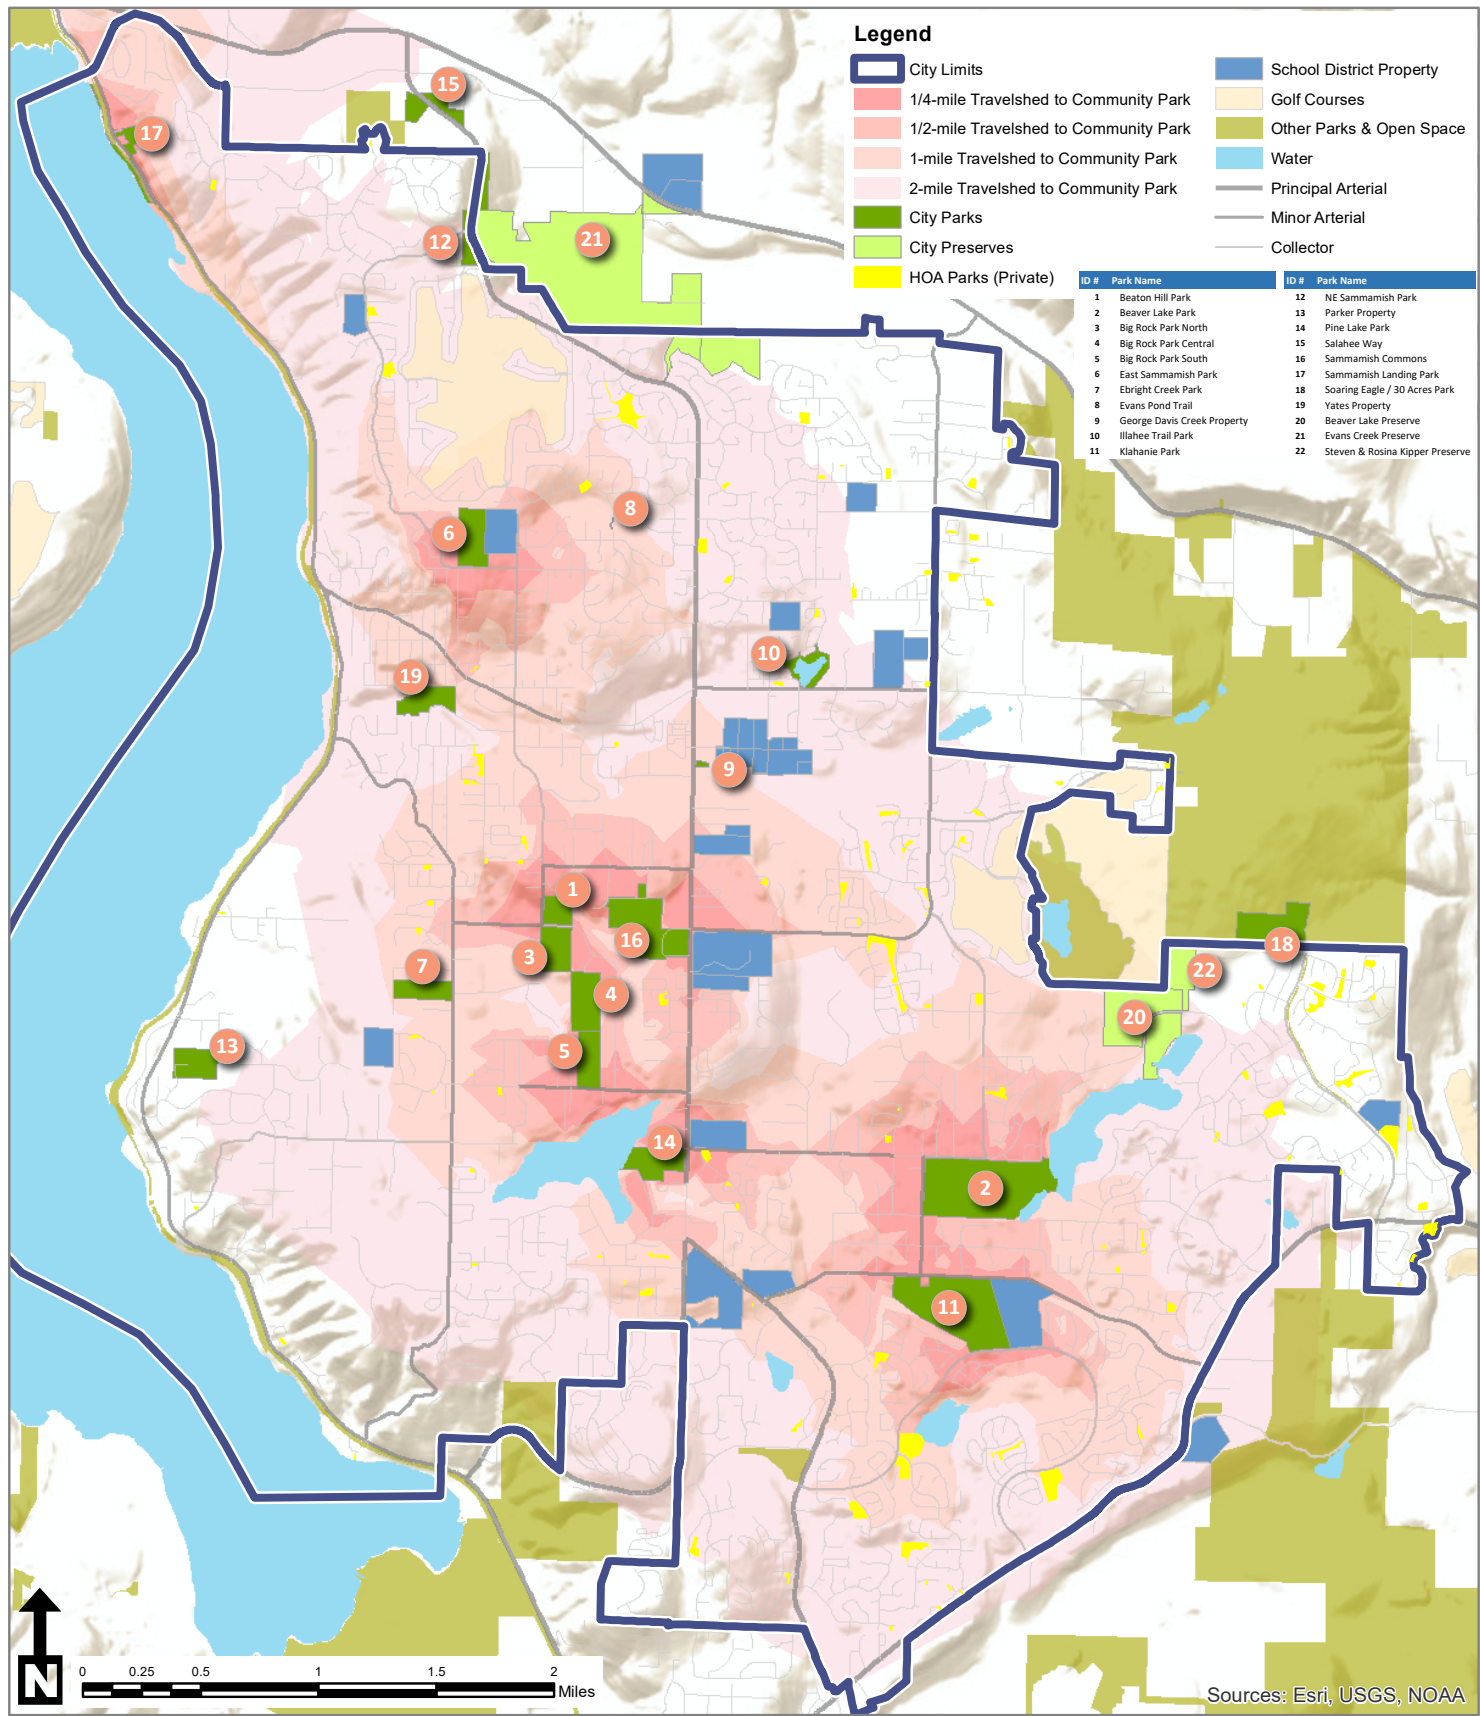 Legend
City Limits
1/4-mile Travelshed to Community Park
1/2-mile Travelshed to Community Park
1-mile Travelshed to Community Park
2-mile Travelshed to Community Park
City Parks
City Preserves
HOA Parks (Private)
School District Property
Golf Courses
Other Parks & Open Space
Water
Principal Arterial
Minor Arterial
Collector
ID # Park Name
1 Beaton Hill Park
2 Beaver Lake Park
3 Big Rock Park North
4 Big Rock Park Central
5 Big Rock Park South
6 East Sammamish Park
7 Ebright Creek Park
8 Evans Pond Trail
9 George Davis Creek Property
10 Illahee Trail Park
11 Klahanie Park
ID # Park Name
12 NE Sammamish Park
13 Parker Property
14 Pine Lake Park
15 Salahee Way
16 Sammamish Commons
17 Sammamish Landing Park
18 Soaring Eagle / 30 Acres Park
19 Yates Property
20 Beaver Lake Preserve
21 Evans Creek Preserve
22 Steven & Rosina Kipper Preserve
15
17
12
21
6
8
10
19
9
1
16
3
7
4
18
22
20
13
5
14
2
11
N
0 0.25 0.5 1 1.5 2
Miles
Sources: Esri, USGS, NOAA